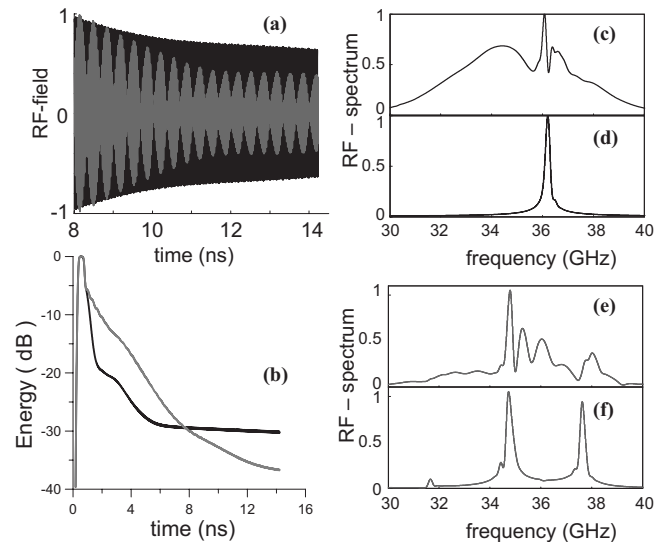 (a)
1
0
-1
RF-field
8 10 12 14
time (ns)
(b)
0
-10
-20
-30
-40
Energy ( dB )
0 4 8 12 16
time (ns)
(c)
1
0.5
0
(d)
1
0.5
0
RF – spectrum
30 32 34 36 38 40
frequency (GHz)
(e)
1
0.5
0
(f)
1
0.5
0
RF – spectrum
30 32 34 36 38 40
frequency (GHz)